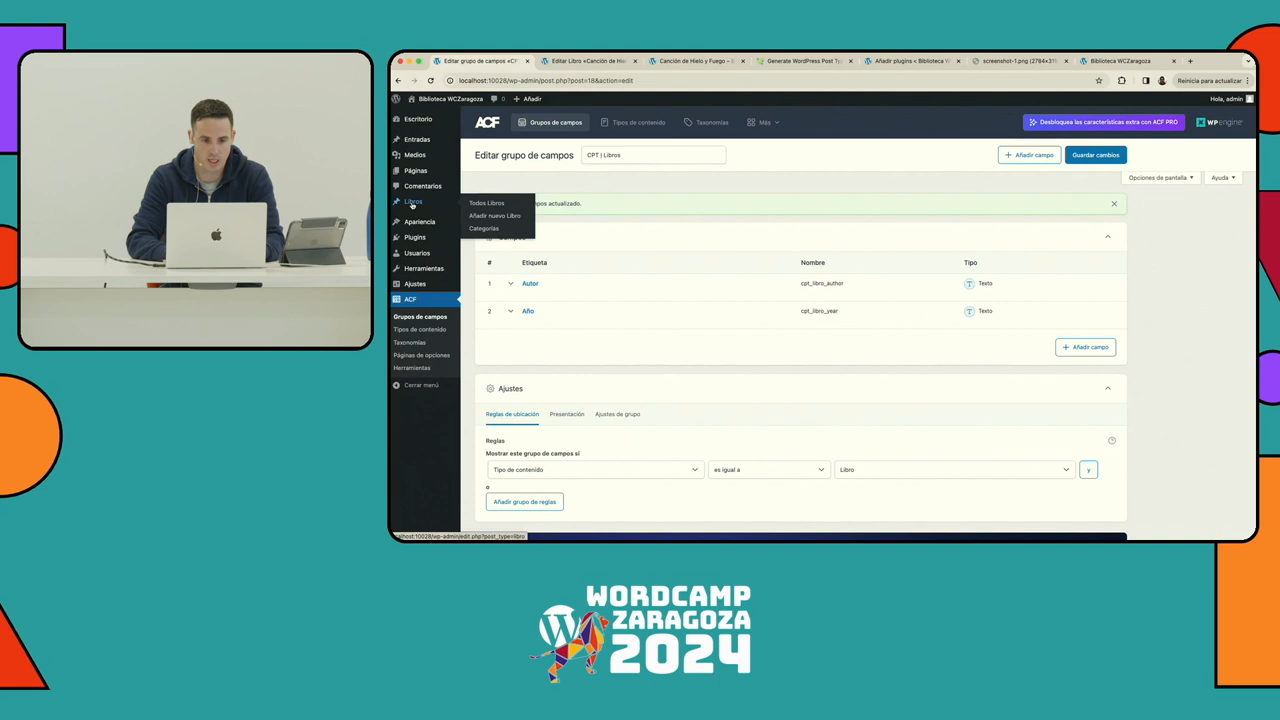 Editar grupo de campos «CP
Editar Libro «Canción de Hie
Canción de Hielo y Fuego –
Generate WordPress Post Ty
Añadir plugins ‹ Biblioteca W
screenshot-1.png (2784×31
Biblioteca WCZaragoza
localhost:10028/wp-admin/post.php?post=18&action=edit
Reinicia para actualizar
Biblioteca WCZaragoza
0
Añadir
Hola, admin
Escritorio
Entradas
Medios
Páginas
Comentarios
Libros
Apariencia
Plugins
Usuarios
Herramientas
Ajustes
ACF
Grupos de campos
Tipos de contenido
Taxonomías
Páginas de opciones
Herramientas
Cerrar menú
Todos Libros
Añadir nuevo Libro
Categorías
ACF
Grupos de campos
Tipos de contenido
Taxonomías
Más
Desbloquea las características extra con ACF PRO
WP engine
Editar grupo de campos
CPT | Libros
+ Añadir campo
Guardar cambios
Opciones de pantalla
Ayuda
mpos actualizado.
# Etiqueta Nombre Tipo
1 Autor cpt_libro_author Texto
2 Año cpt_libro_year Texto
+ Añadir campo
Ajustes
Reglas de ubicación Presentación Ajustes de grupo
Reglas
Mostrar este grupo de campos si
Tipo de contenido es igual a Libro y
o
Añadir grupo de reglas
localhost:10028/wp-admin/edit.php?post_type=libro
WORDCAMP
ZARAGOZA
2024